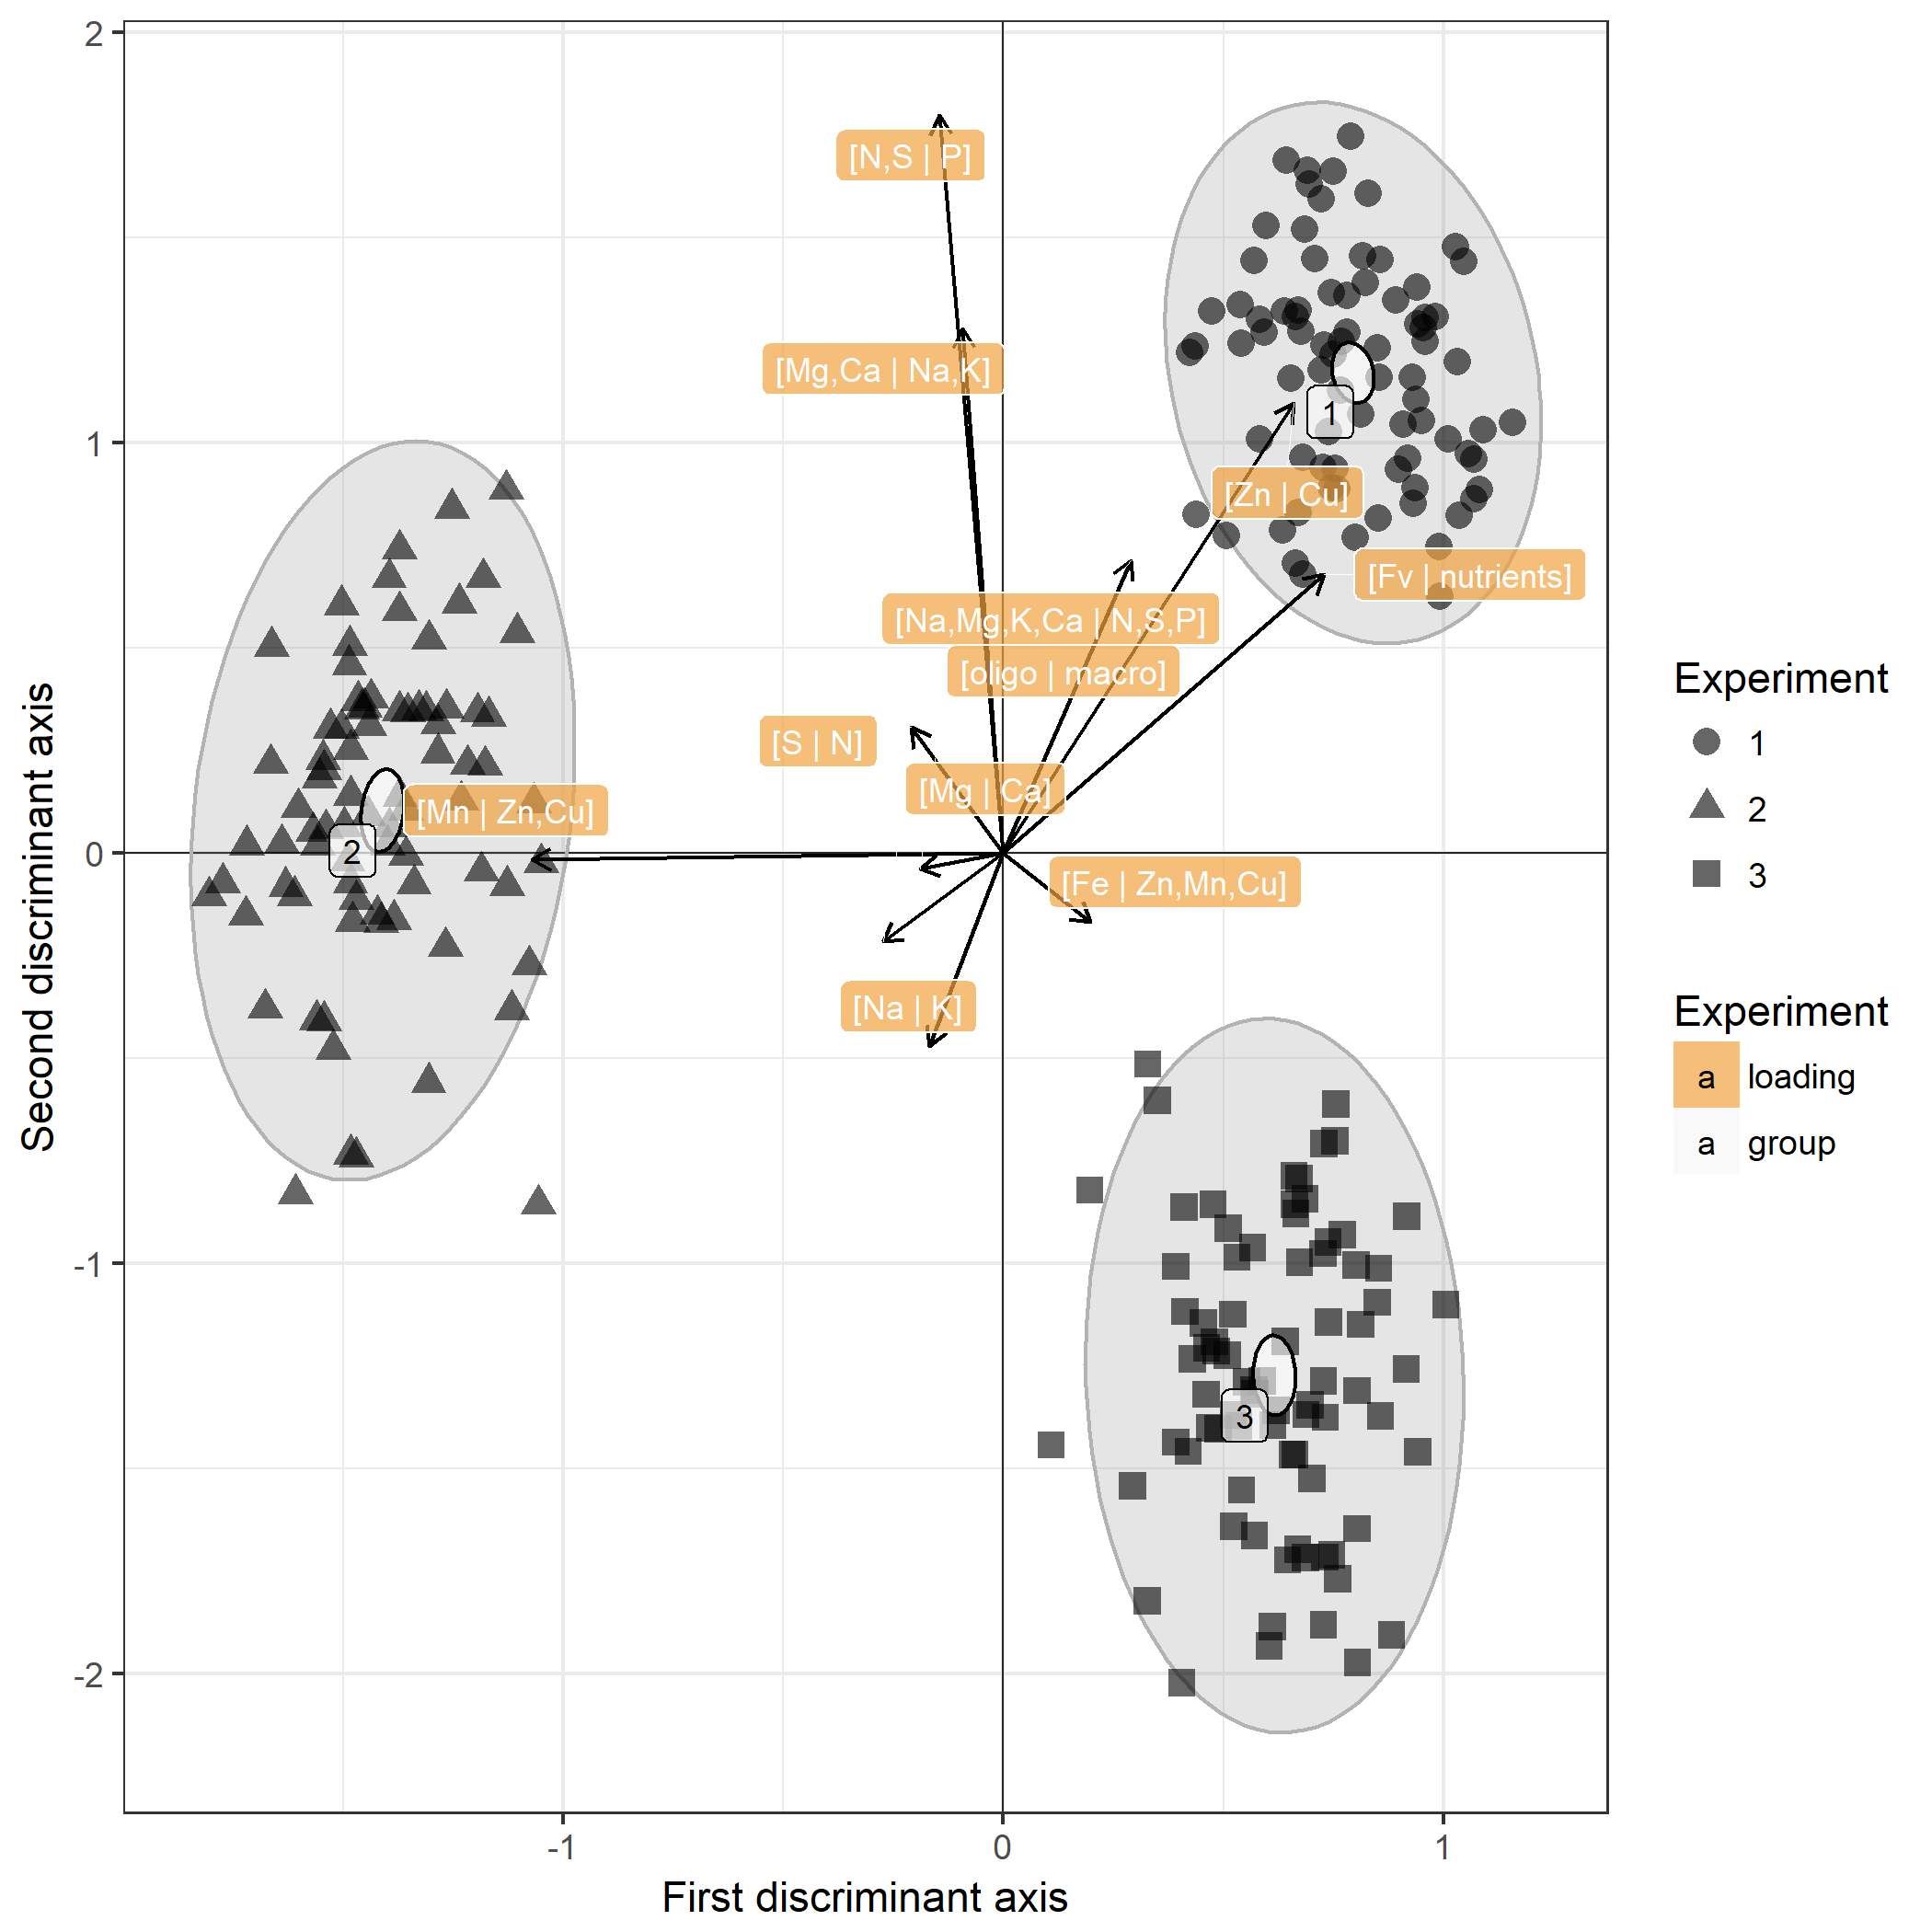 2
[N,S | P]
[Mg,Ca | Na,K]
1
1
[Zn | Cu]
[Fv | nutrients]
[Na,Mg,K,Ca | N,S,P]
[oligo | macro]
[S | N]
[Mg | Ca]
[Mn | Zn,Cu]
0
2
[Fe | Zn,Mn,Cu]
[Na | K]
-1
3
-2
-1
0
1
First discriminant axis
Second discriminant axis
Experiment
1
2
3
Experiment
a loading
a group